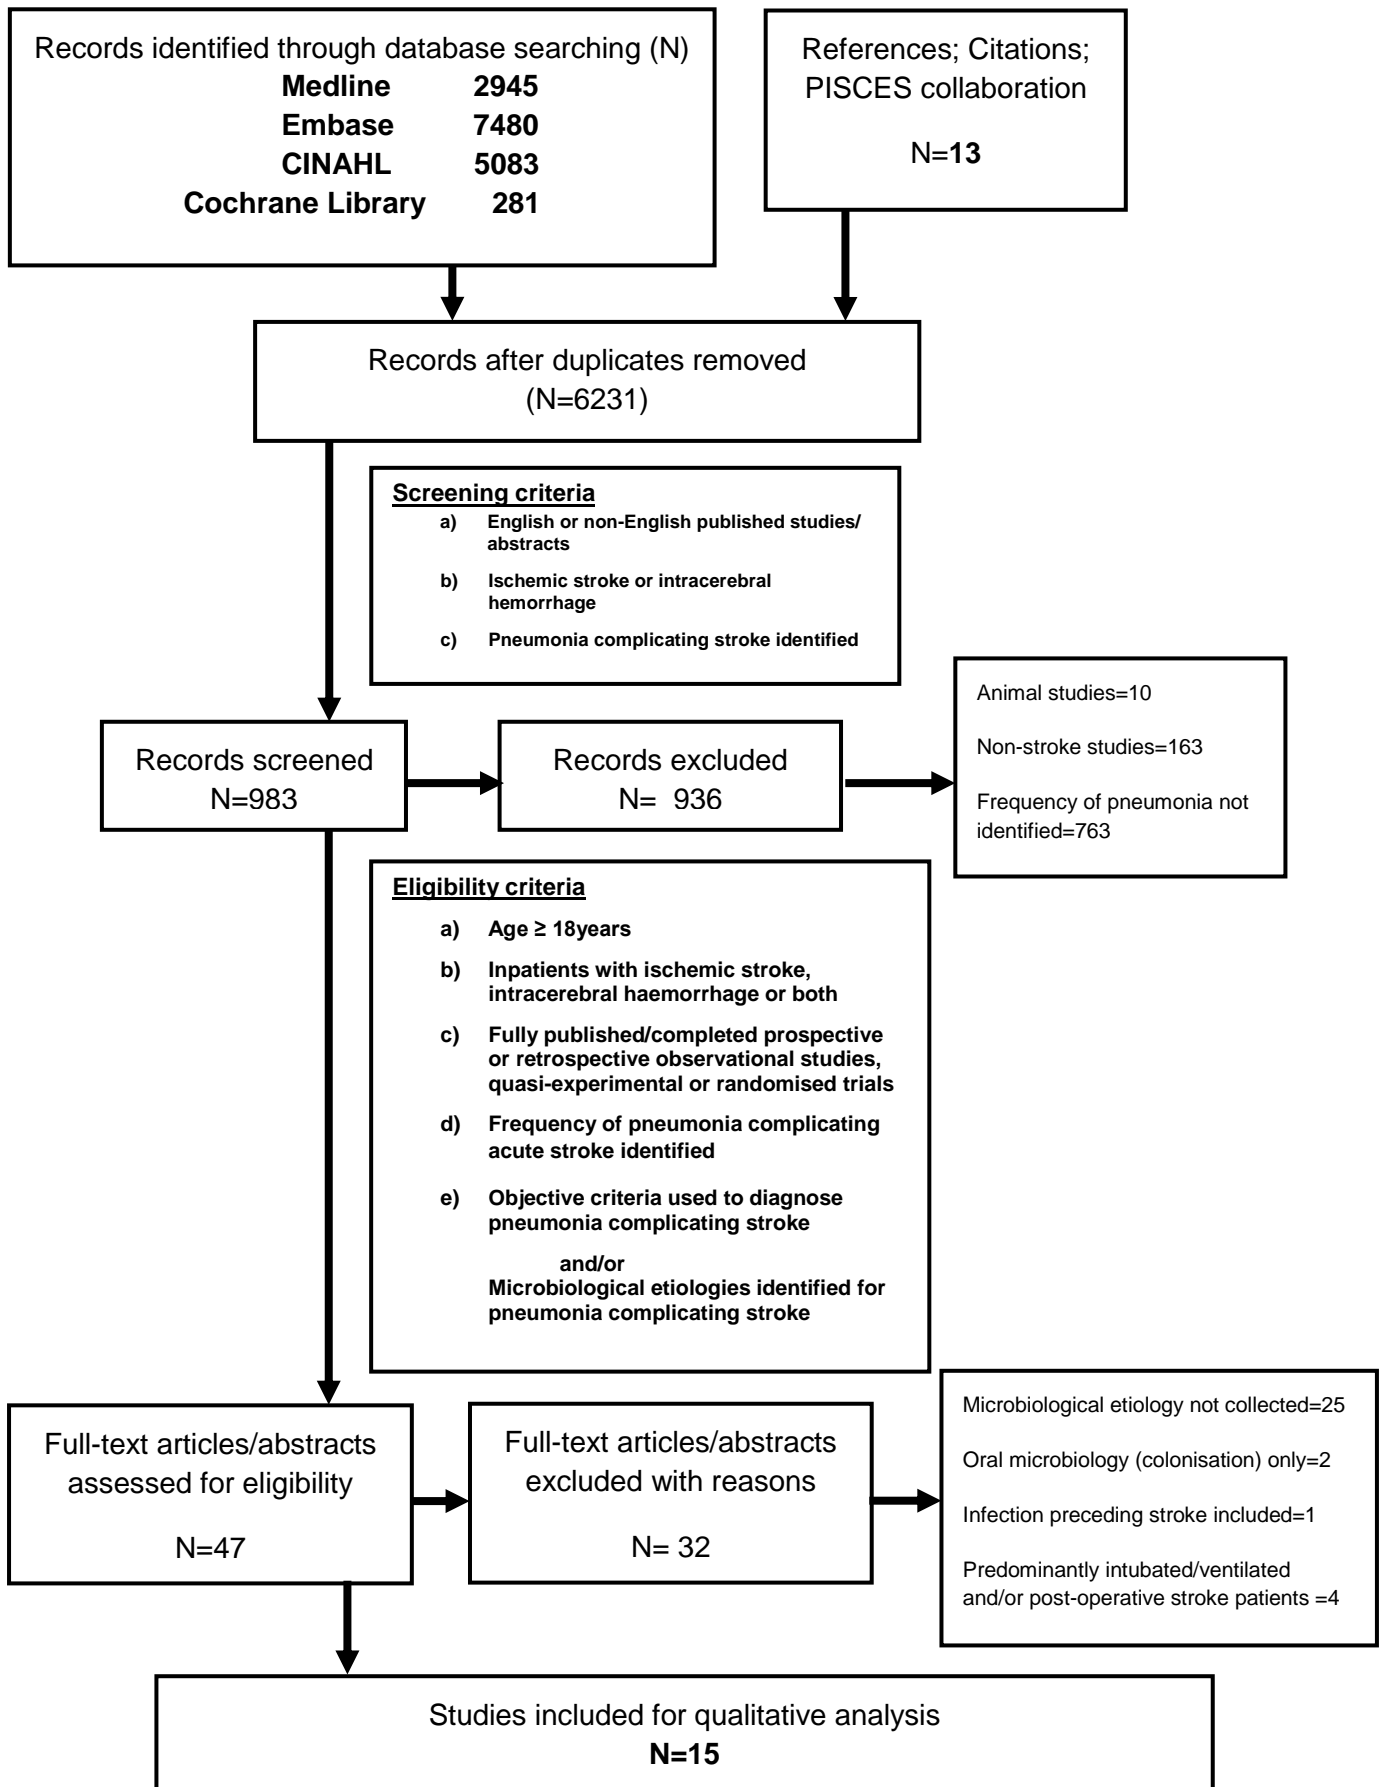 Records identified through database searching (N)
Medline 2945
Embase 7480
CINAHL 5083
Cochrane Library 281
References; Citations;
PISCES collaboration
N=13
Records after duplicates removed
(N=6231)
Screening criteria
a) English or non-English published studies/
abstracts
b) Ischemic stroke or intracerebral
hemorrhage
c) Pneumonia complicating stroke identified
Records screened
N=983
Records excluded
N= 936
Animal studies=10
Non-stroke studies=163
Frequency of pneumonia not
identified=763
Eligibility criteria
a) Age ≥ 18years
b) Inpatients with ischemic stroke,
intracerebral haemorrhage or both
c) Fully published/completed prospective
or retrospective observational studies,
quasi-experimental or randomised trials
d) Frequency of pneumonia complicating
acute stroke identified
e) Objective criteria used to diagnose
pneumonia complicating stroke
and/or
Microbiological etiologies identified for
pneumonia complicating stroke
Full-text articles/abstracts
assessed for eligibility
N=47
Full-text articles/abstracts
excluded with reasons
N= 32
Microbiological etiology not collected=25
Oral microbiology (colonisation) only=2
Infection preceding stroke included=1
Predominantly intubated/ventilated
and/or post-operative stroke patients =4
Studies included for qualitative analysis
N=15